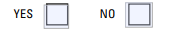 YES NO